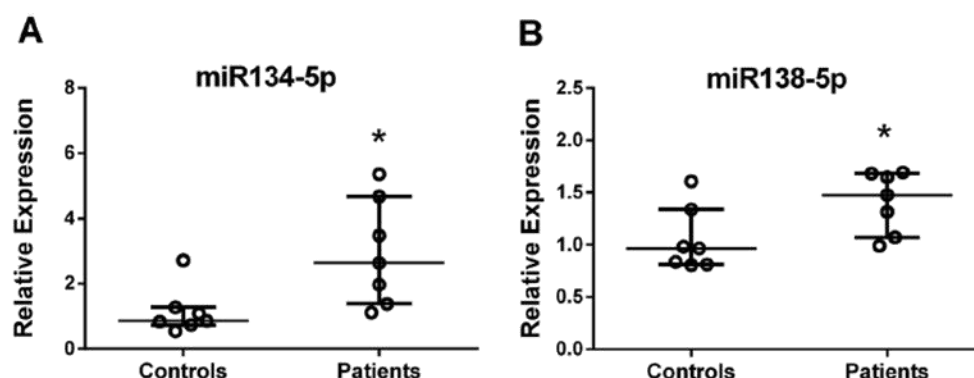 A
miR134-5p
Relative Expression
8
6
4
2
0
*
Controls
Patients
B
miR138-5p
Relative Expression
2.5
2.0
1.5
1.0
0.5
0.0
*
Controls
Patients